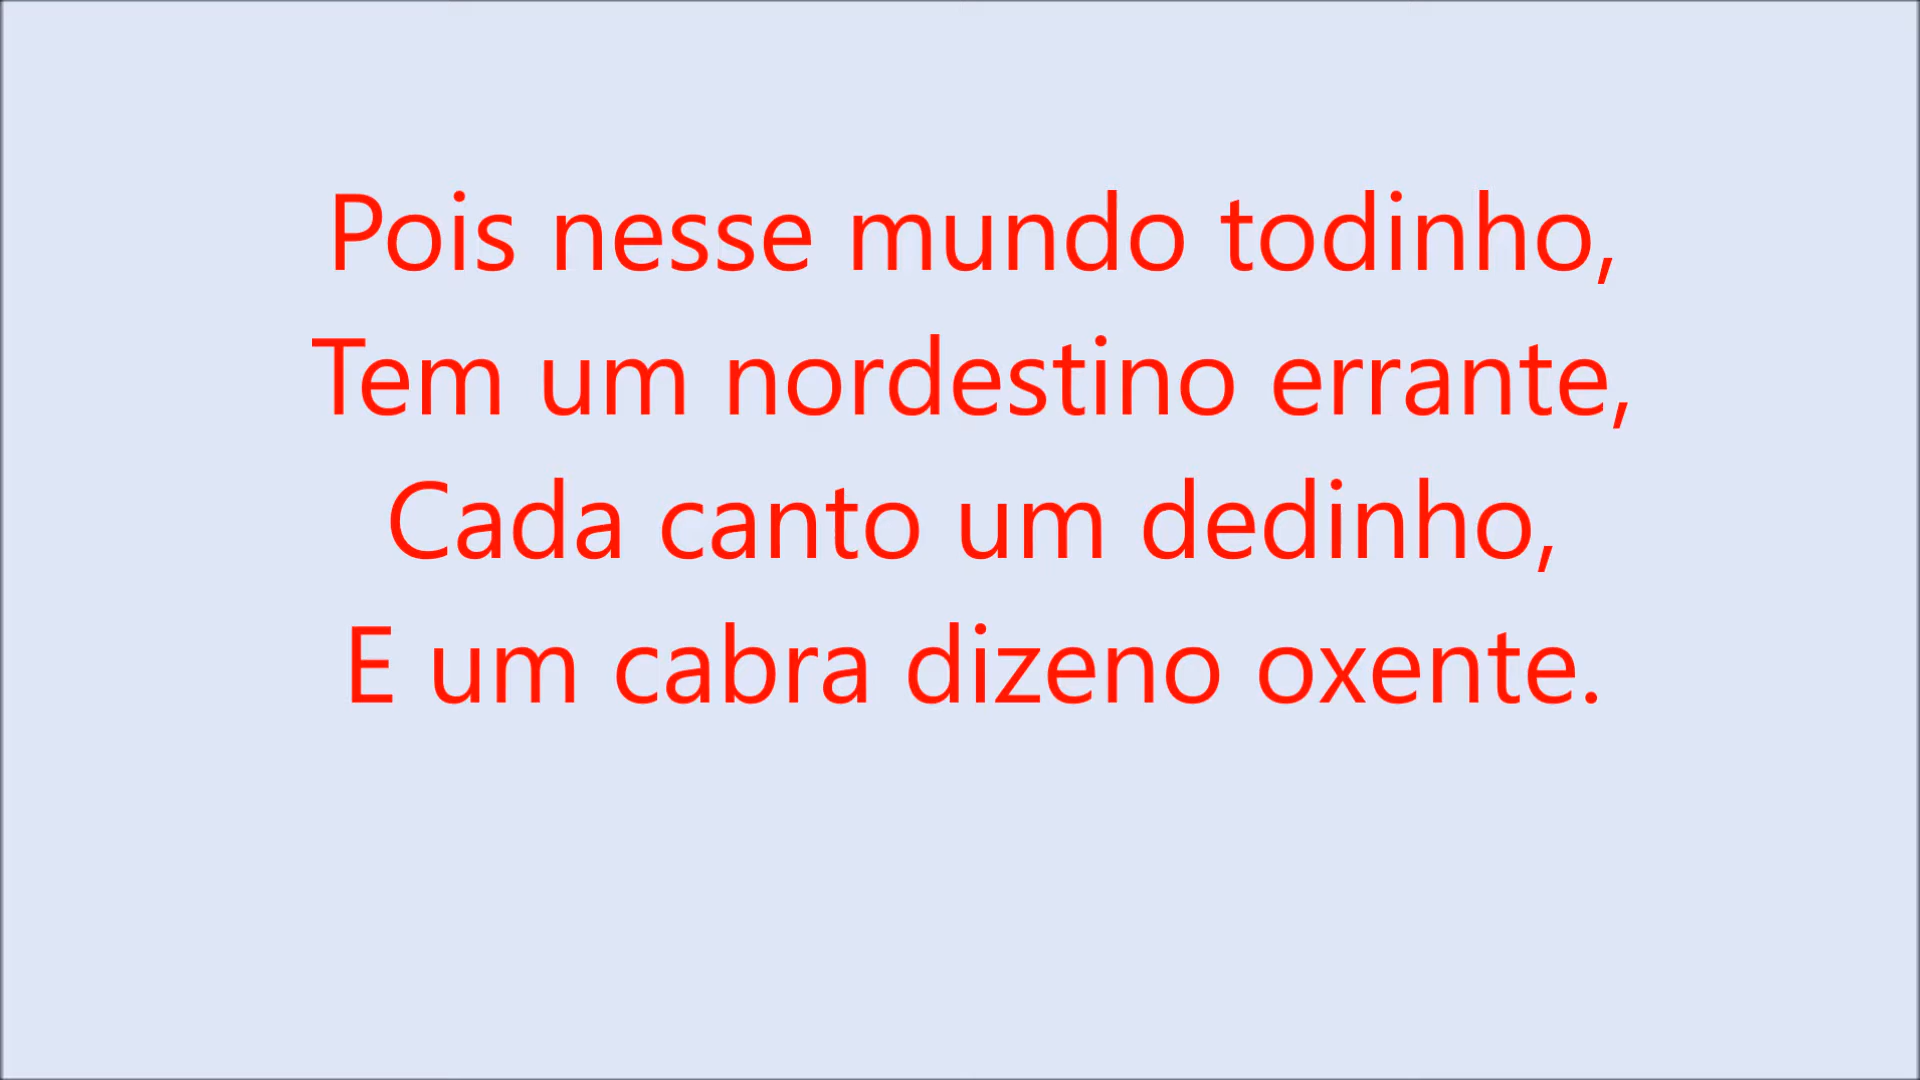 Pois nesse mundo todinho,
Tem um nordestino errante,
Cada canto um dedinho,
E um cabra dizeno oxente.